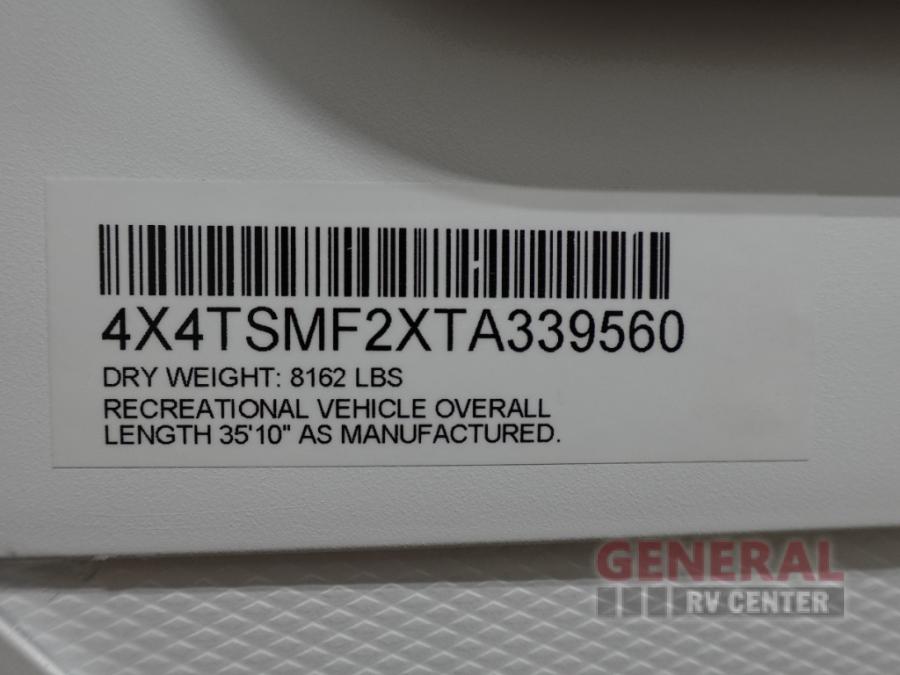 4X4TSMF2XTA339560
DRY WEIGHT: 8162 LBS
RECREATIONAL VEHICLE OVERALL
LENGTH 35'10" AS MANUFACTURED.
GENERAL
RV CENTER